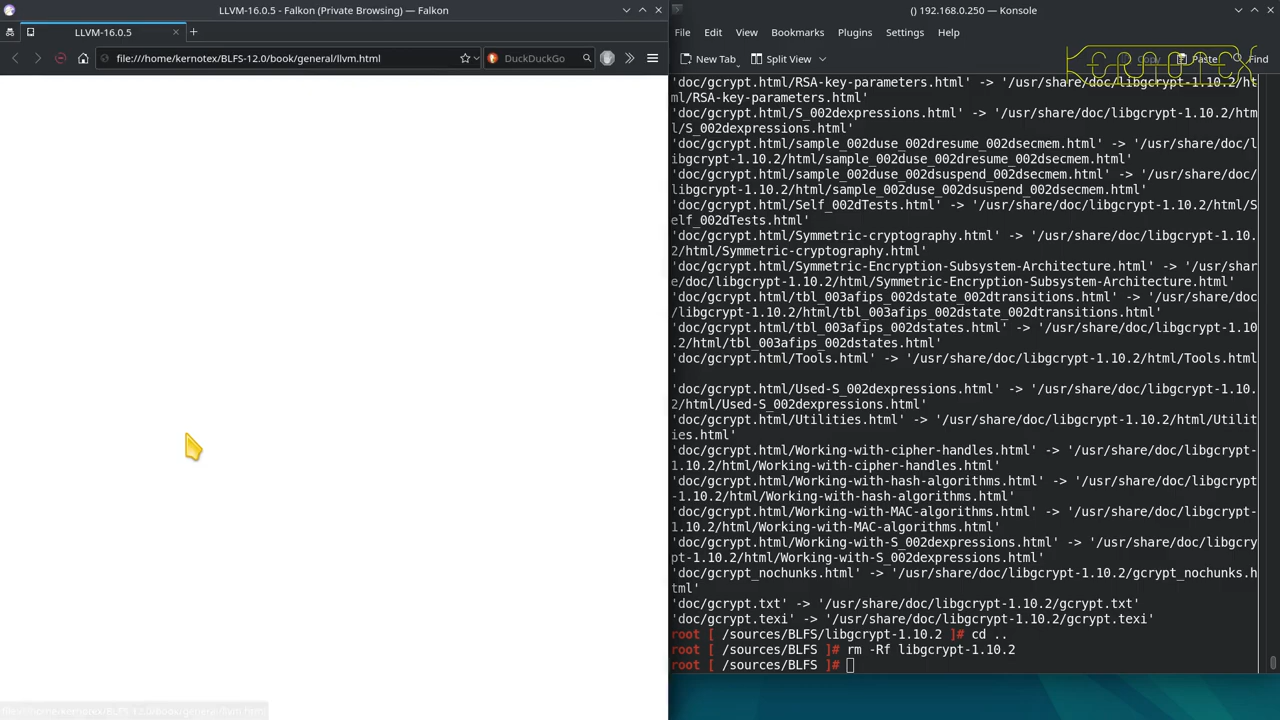 LLVM-16.0.5 - Falkon (Private Browsing) — Falkon
LLVM-16.0.5
file:///home/kernotex/BLFS-12.0/book/general/llvm.html
DuckDuckGo
() 192.168.0.250 — Konsole
File Edit View Bookmarks Plugins Settings Help
New Tab Split View Copy Paste Find
Kernotex
'doc/gcrypt.html/RSA-key-parameters.html' -> '/usr/share/doc/libgcrypt-1.10.2/ht
ml/RSA-key-parameters.html'
'doc/gcrypt.html/S_002dexpressions.html' -> '/usr/share/doc/libgcrypt-1.10.2/htm
l/S_002dexpressions.html'
'doc/gcrypt.html/sample_002duse_002dresume_002dsecmem.html' -> '/usr/share/doc/l
ibgcrypt-1.10.2/html/sample_002duse_002dresume_002dsecmem.html'
'doc/gcrypt.html/sample_002duse_002dsuspend_002dsecmem.html' -> '/usr/share/doc/
libgcrypt-1.10.2/html/sample_002duse_002dsuspend_002dsecmem.html'
'doc/gcrypt.html/Self_002dTests.html' -> '/usr/share/doc/libgcrypt-1.10.2/html/S
elf_002dTests.html'
'doc/gcrypt.html/Symmetric-cryptography.html' -> '/usr/share/doc/libgcrypt-1.10.
2/html/Symmetric-cryptography.html'
'doc/gcrypt.html/Symmetric-Encryption-Subsystem-Architecture.html' -> '/usr/shar
e/doc/libgcrypt-1.10.2/html/Symmetric-Encryption-Subsystem-Architecture.html'
'doc/gcrypt.html/tbl_003afips_002dstate_002dtransitions.html' -> '/usr/share/doc
/libgcrypt-1.10.2/html/tbl_003afips_002dstate_002dtransitions.html'
'doc/gcrypt.html/tbl_003afips_002dstates.html' -> '/usr/share/doc/libgcrypt-1.10
.2/html/tbl_003afips_002dstates.html'
'doc/gcrypt.html/Tools.html' -> '/usr/share/doc/libgcrypt-1.10.2/html/Tools.html
'
'doc/gcrypt.html/Used-S_002dexpressions.html' -> '/usr/share/doc/libgcrypt-1.10.
2/html/Used-S_002dexpressions.html'
'doc/gcrypt.html/Utilities.html' -> '/usr/share/doc/libgcrypt-1.10.2/html/Utilit
ies.html'
'doc/gcrypt.html/Working-with-cipher-handles.html' -> '/usr/share/doc/libgcrypt-
1.10.2/html/Working-with-cipher-handles.html'
'doc/gcrypt.html/Working-with-hash-algorithms.html' -> '/usr/share/doc/libgcrypt
-1.10.2/html/Working-with-hash-algorithms.html'
'doc/gcrypt.html/Working-with-MAC-algorithms.html' -> '/usr/share/doc/libgcrypt-
1.10.2/html/Working-with-MAC-algorithms.html'
'doc/gcrypt.html/Working-with-S_002dexpressions.html' -> '/usr/share/doc/libgcry
pt-1.10.2/html/Working-with-S_002dexpressions.html'
'doc/gcrypt_nochunks.html' -> '/usr/share/doc/libgcrypt-1.10.2/gcrypt_nochunks.h
tml'
'doc/gcrypt.txt' -> '/usr/share/doc/libgcrypt-1.10.2/gcrypt.txt'
'doc/gcrypt.texi' -> '/usr/share/doc/libgcrypt-1.10.2/gcrypt.texi'
root [ /sources/BLFS/libgcrypt-1.10.2 ]# cd ..
root [ /sources/BLFS ]# rm -Rf libgcrypt-1.10.2
root [ /sources/BLFS ]#